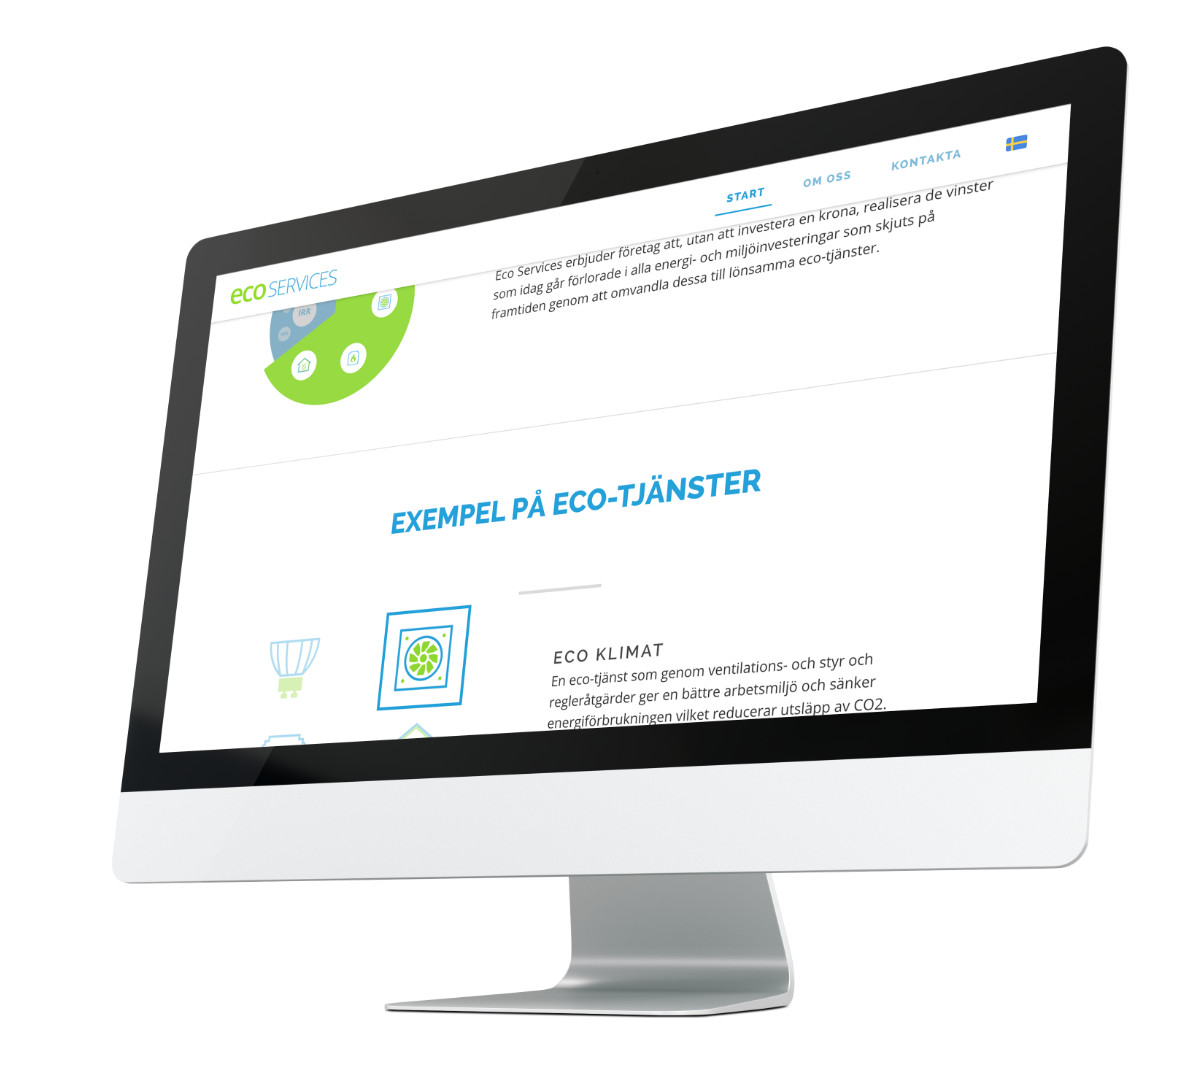 START
OM OSS
KONTAKTA
ecoSERVICES
IRR
Eco Services erbjuder företag att, utan att investera en krona, realisera de vinster
som idag går förlorade i alla energi- och miljöinvesteringar som skjuts på
framtiden genom att omvandla dessa till lönsamma eco-tjänster.
EXEMPEL PÅ ECO-TJÄNSTER
ECO KLIMAT
En eco-tjänst som genom ventilations- och styr och
regleråtgärder ger en bättre arbetsmiljö och sänker
energiförbrukningen vilket reducerar utsläpp av CO2.